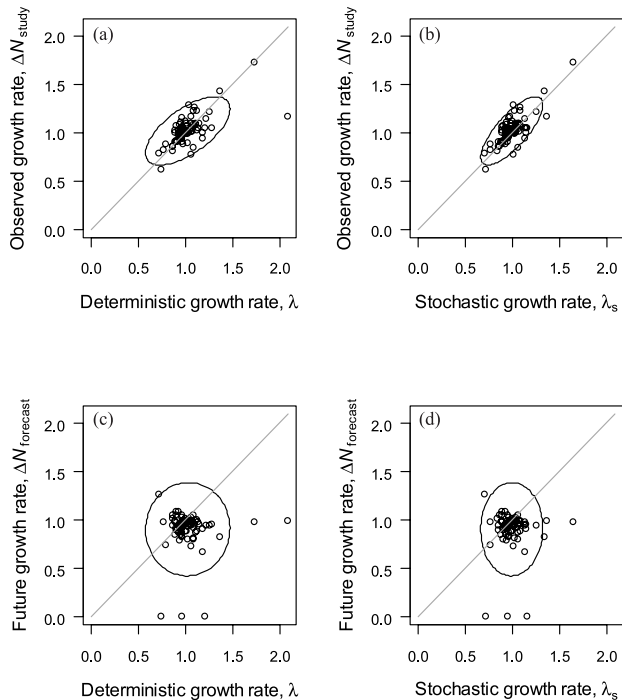 (a)
Observed growth rate, ΔNstudy
2.0
1.5
1.0
0.5
0.0
0.0 0.5 1.0 1.5 2.0
Deterministic growth rate, λ
(b)
Observed growth rate, ΔNstudy
2.0
1.5
1.0
0.5
0.0
0.0 0.5 1.0 1.5 2.0
Stochastic growth rate, λs
(c)
Future growth rate, ΔNforecast
2.0
1.5
1.0
0.5
0.0
0.0 0.5 1.0 1.5 2.0
Deterministic growth rate, λ
(d)
Future growth rate, ΔNforecast
2.0
1.5
1.0
0.5
0.0
0.0 0.5 1.0 1.5 2.0
Stochastic growth rate, λs